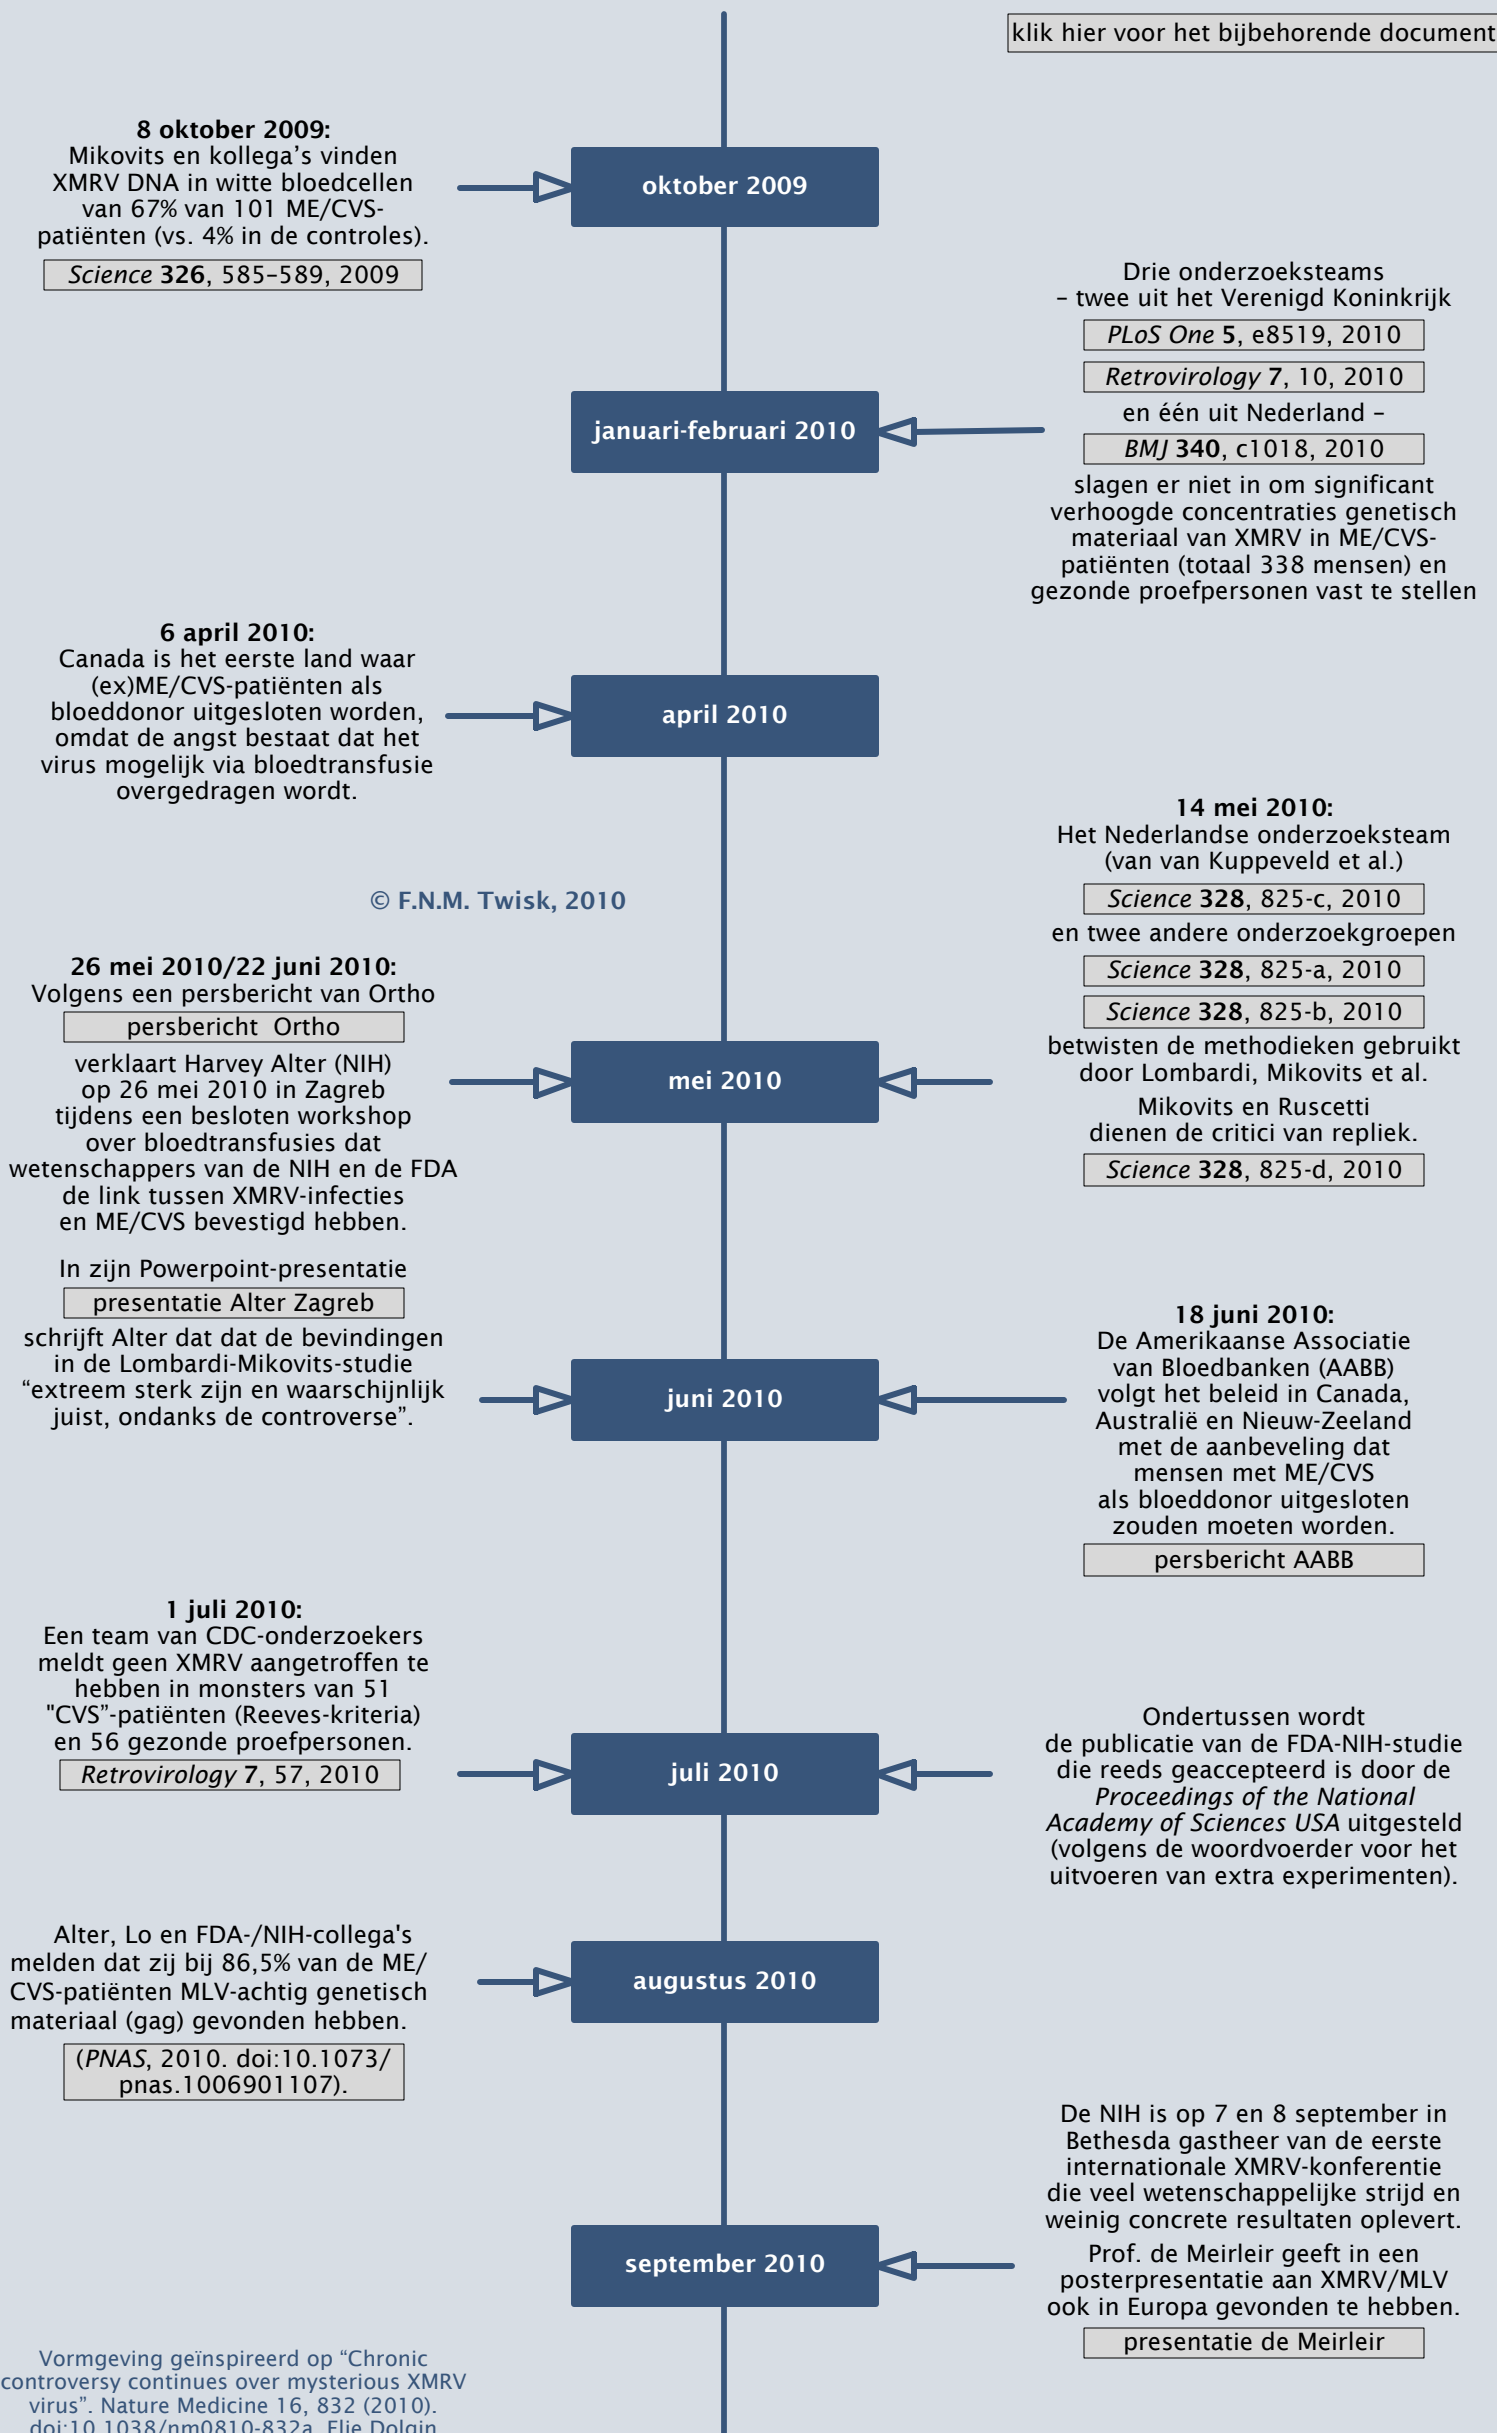 klik hier voor het bijbehorende document
8 oktober 2009:
Mikovits en kollega's vinden
XMRV DNA in witte bloedcellen
van 67% van 101 ME/CVS-
patiënten (vs. 4% in de controles).
Science 326, 585–589, 2009
oktober 2009
Drie onderzoeksteams
– twee uit het Verenigd Koninkrijk
PLoS One 5, e8519, 2010
Retrovirology 7, 10, 2010
en één uit Nederland –
BMJ 340, c1018, 2010
slagen er niet in om significant
verhoogde concentraties genetisch
materiaal van XMRV in ME/CVS-
patiënten (totaal 338 mensen) en
gezonde proefpersonen vast te stellen
januari-februari 2010
6 april 2010:
Canada is het eerste land waar
(ex)ME/CVS-patiënten als
bloeddonor uitgesloten worden,
omdat de angst bestaat dat het
virus mogelijk via bloedtransfusie
overgedragen wordt.
april 2010
14 mei 2010:
Het Nederlandse onderzoeksteam
(van van Kuppeveld et al.)
Science 328, 825-c, 2010
en twee andere onderzoekgroepen
Science 328, 825-a, 2010
Science 328, 825-b, 2010
betwisten de methodieken gebruikt
door Lombardi, Mikovits et al.
Mikovits en Ruscetti
dienen de critici van repliek.
Science 328, 825-d, 2010
© F.N.M. Twisk, 2010
26 mei 2010/22 juni 2010:
Volgens een persbericht van Ortho
persbericht Ortho
verklaart Harvey Alter (NIH)
op 26 mei 2010 in Zagreb
tijdens een besloten workshop
over bloedtransfusies dat
wetenschappers van de NIH en de FDA
de link tussen XMRV-infecties
en ME/CVS bevestigd hebben.
mei 2010
In zijn Powerpoint-presentatie
presentatie Alter Zagreb
schrijft Alter dat dat de bevindingen
in de Lombardi-Mikovits-studie
“extreem sterk zijn en waarschijnlijk
juist, ondanks de controverse”.
juni 2010
18 juni 2010:
De Amerikaanse Associatie
van Bloedbanken (AABB)
volgt het beleid in Canada,
Australië en Nieuw-Zeeland
met de aanbeveling dat
mensen met ME/CVS
als bloeddonor uitgesloten
zouden moeten worden.
persbericht AABB
1 juli 2010:
Een team van CDC-onderzoekers
meldt geen XMRV aangetroffen te
hebben in monsters van 51
"CVS”-patiënten (Reeves-kriteria)
en 56 gezonde proefpersonen.
Retrovirology 7, 57, 2010
juli 2010
Ondertussen wordt
de publicatie van de FDA-NIH-studie
die reeds geaccepteerd is door de
Proceedings of the National
Academy of Sciences USA uitgesteld
(volgens de woordvoerder voor het
uitvoeren van extra experimenten).
Alter, Lo en FDA-/NIH-collega's
melden dat zij bij 86,5% van de ME/
CVS-patiënten MLV-achtig genetisch
materiaal (gag) gevonden hebben.
(PNAS, 2010. doi:10.1073/
pnas.1006901107).
augustus 2010
De NIH is op 7 en 8 september in
Bethesda gastheer van de eerste
internationale XMRV-konferentie
die veel wetenschappelijke strijd en
weinig concrete resultaten oplevert.
Prof. de Meirleir geeft in een
posterpresentatie aan XMRV/MLV
ook in Europa gevonden te hebben.
presentatie de Meirleir
september 2010
Vormgeving geïnspireerd op “Chronic
controversy continues over mysterious XMRV
virus”. Nature Medicine 16, 832 (2010).
doi:10.1038/nm0810-832a. Elie Dolgin